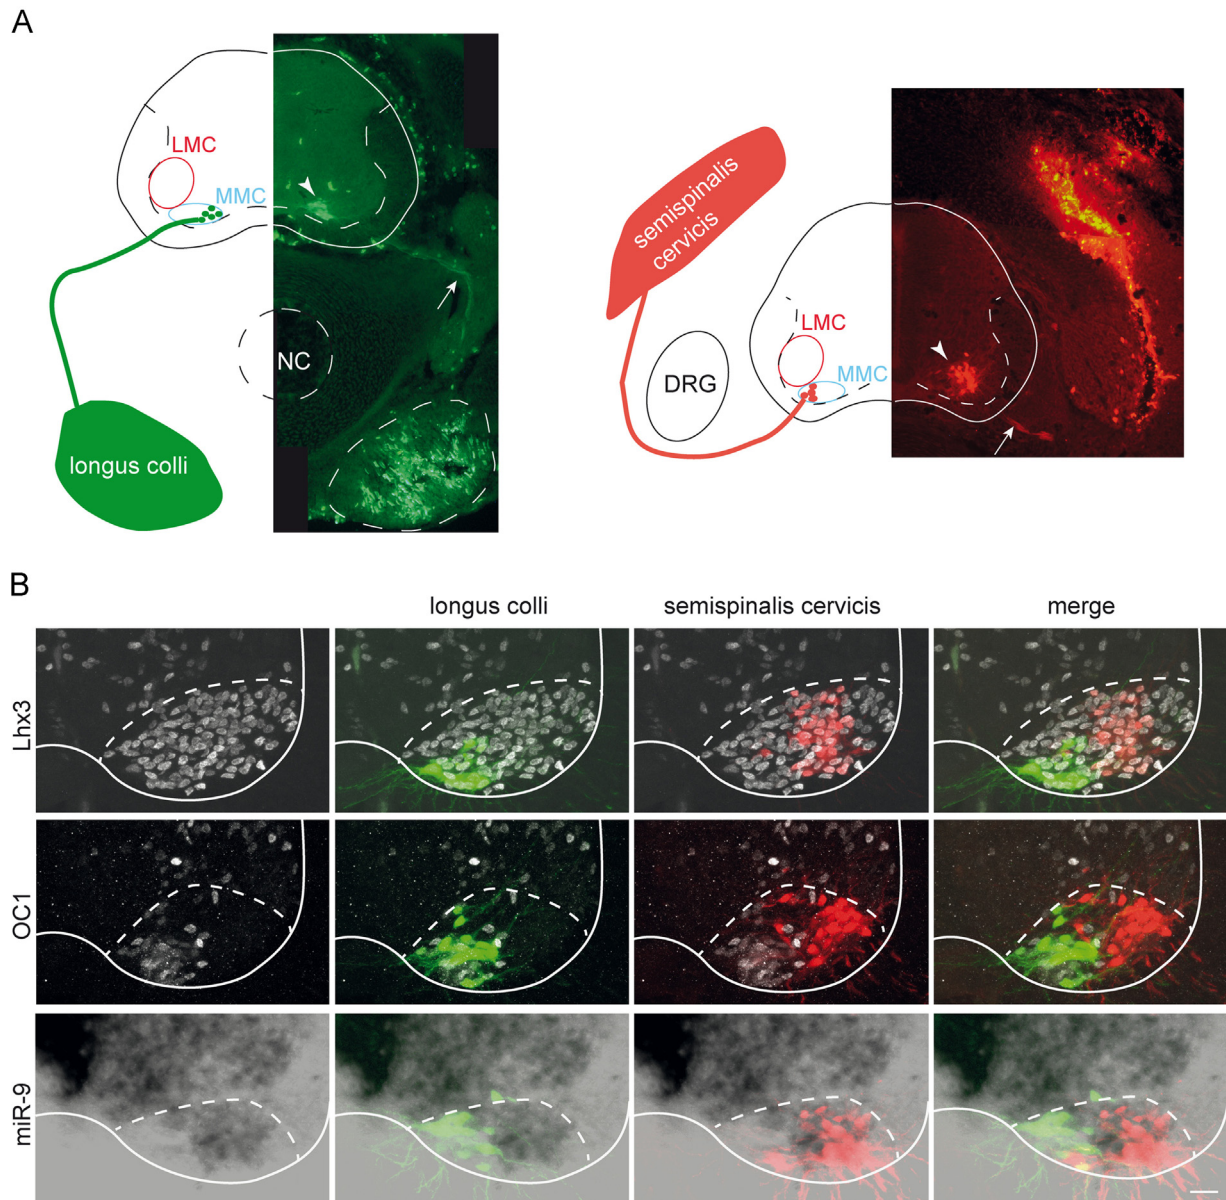 A
LMC
MMC
NC
longus colli
semispinalis
cervicis
LMC
MMC
DRG
B
longus colli
semispinalis cervicis
merge
Lhx3
OC1
miR-9